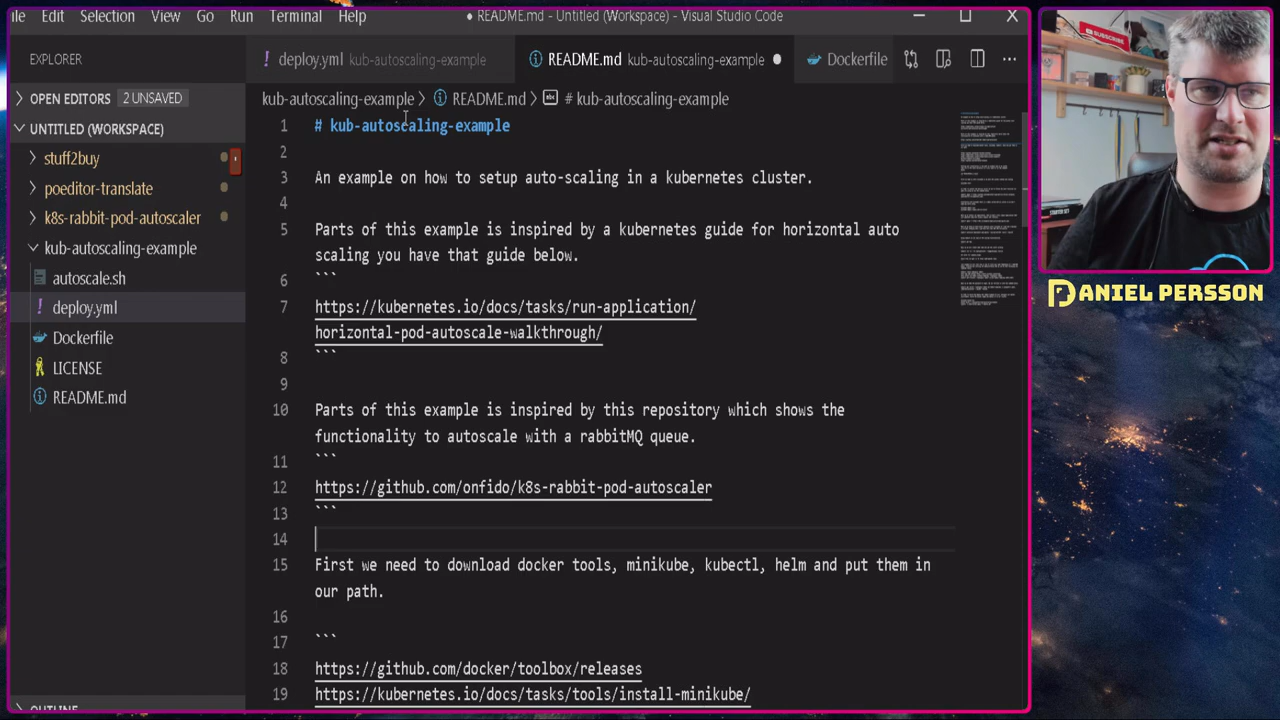 ile Edit Selection View Go Run Terminal Help
● README.md - Untitled (Workspace) - Visual Studio Code
EXPLORER
OPEN EDITORS 2 UNSAVED
UNTITLED (WORKSPACE)
stuff2buy
poeditor-translate
k8s-rabbit-pod-autoscaler
kub-autoscaling-example
autoscale.sh
! deploy.yml
Dockerfile
LICENSE
README.md
OUTLINE
! deploy.yml kub-autoscaling-example
README.md kub-autoscaling-example ●
Dockerfile
kub-autoscaling-example > README.md > # kub-autoscaling-example
1 # kub-autoscaling-example
2
An example on how to setup auto-scaling in a kubernetes cluster.
4
Parts of this example is inspired by a kubernetes guide for horizontal auto
scaling you have that guide below.
6 ```
https://kubernetes.io/docs/tasks/run-application/
horizontal-pod-autoscale-walkthrough/
8 ```
9
10 Parts of this example is inspired by this repository which shows the
functionality to autoscale with a rabbitMQ queue.
11 ```
12 https://github.com/onfido/k8s-rabbit-pod-autoscaler
13 ```
14
15 First we need to download docker tools, minikube, kubectl, helm and put them in
our path.
16
17 ```
18 https://github.com/docker/toolbox/releases
19 https://kubernetes.io/docs/tasks/tools/install-minikube/
SUBSCRIBE
STARTER KIT
DANIEL PERSSON